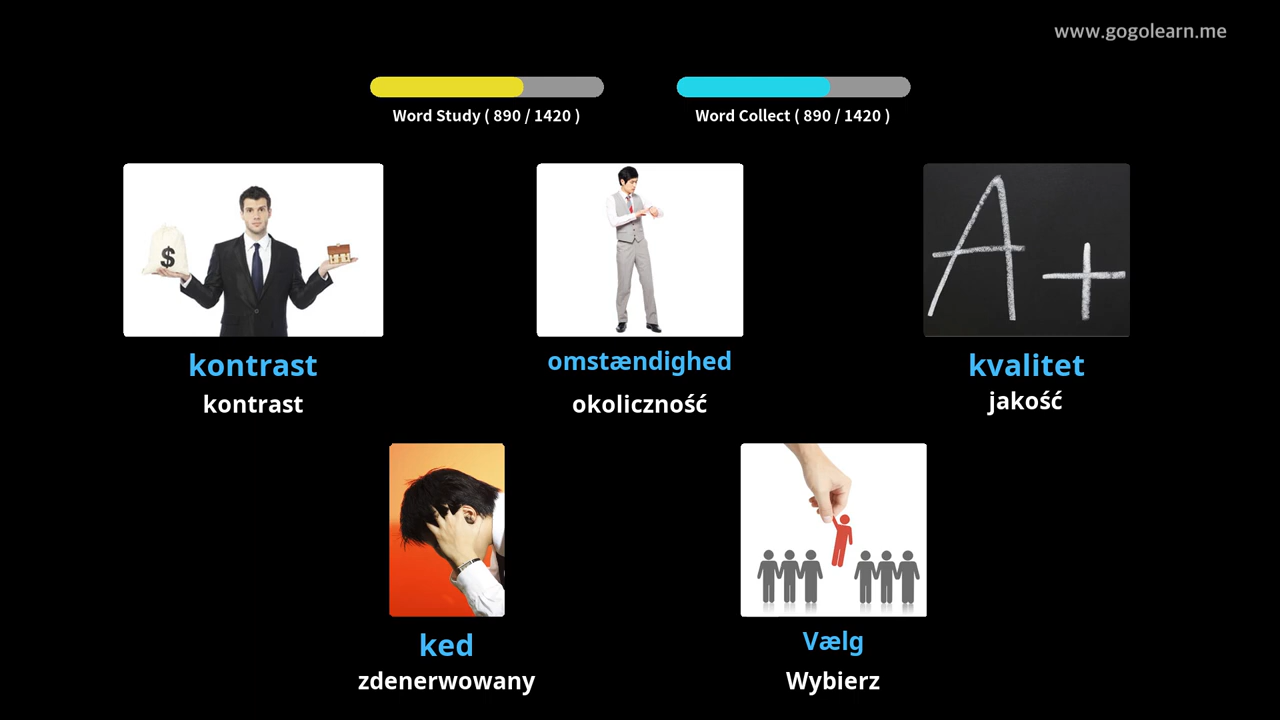 www.gogolearn.me
Word Study ( 890 / 1420 )
Word Collect ( 890 / 1420 )
$
A+
kontrast
omstændighed
kvalitet
kontrast
okoliczność
jakość
ked
Vælg
zdenerwowany
Wybierz